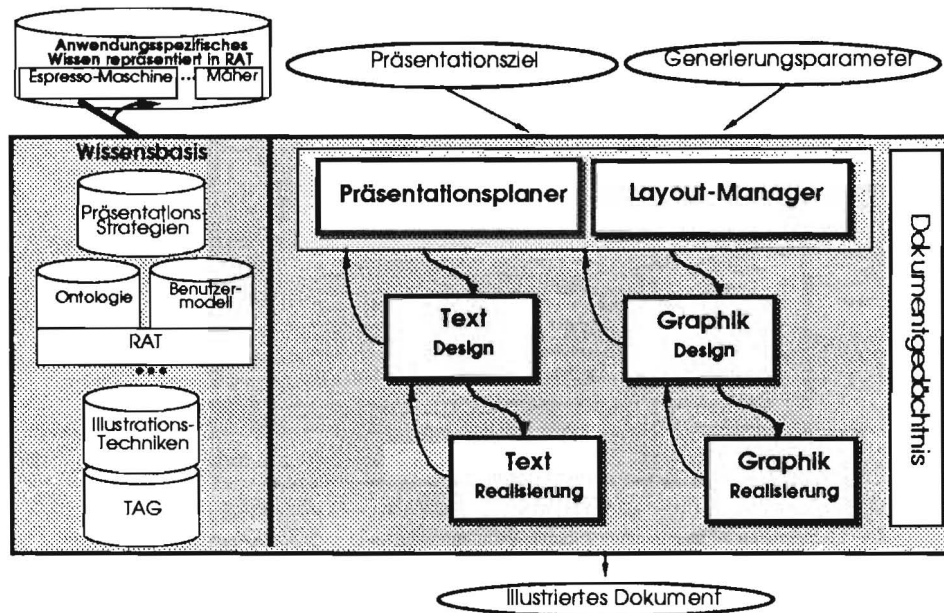 Anwendungsspezifisches
Wissen repräsentiert in RAT
Espresso-Maschine ... Mäher
Präsentationsziel
Generierungsparameter
Wissensbasis
Präsentations-
Strategien
Ontologie
Benutzer-
modell
RAT
...
Illustrations-
Techniken
TAG
Präsentationsplaner
Layout-Manager
Text
Design
Graphik
Design
Text
Realisierung
Graphik
Realisierung
Dokumentgedächtnis
Illustriertes Dokument